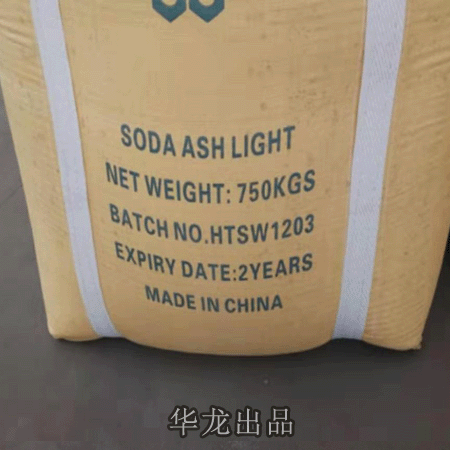 SODA ASH LIGHT
NET WEIGHT: 750KGS
BATCH NO.HTSW1203
EXPIRY DATE:2YEARS
MADE IN CHINA
华龙出品